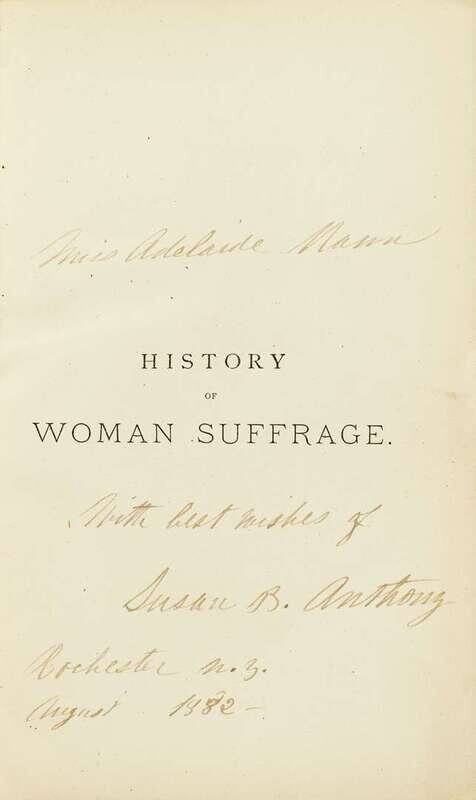 Miss Adelaide Mann
HISTORY
OF
WOMAN SUFFRAGE.
With best wishes of
Susan B. Anthony
Rochester N.Y.
August 1882 -